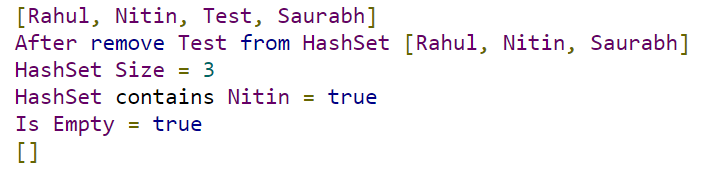 [Rahul, Nitin, Test, Saurabh]
After remove Test from HashSet [Rahul, Nitin, Saurabh]
HashSet Size = 3
HashSet contains Nitin = true
Is Empty = true
[]